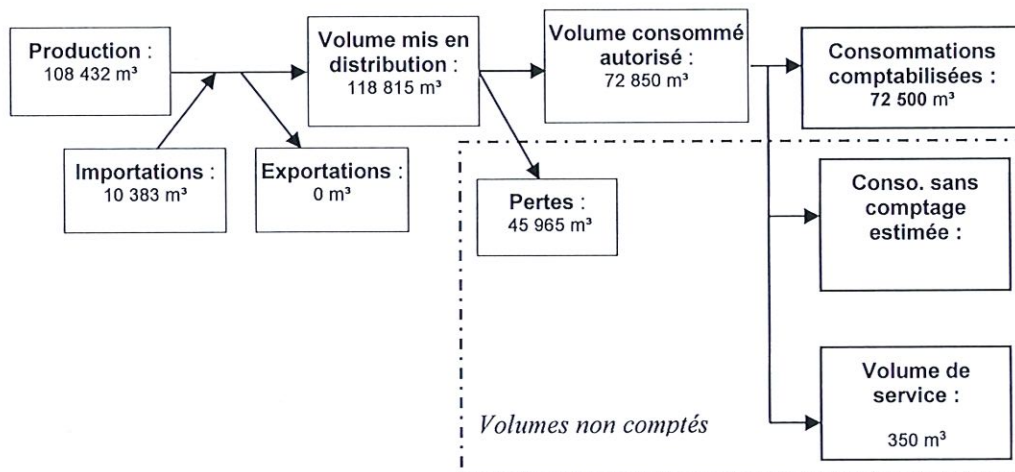 Production :
108 432 m³
Volume mis en
distribution :
118 815 m³
Volume consommé
autorisé :
72 850 m³
Consommations
comptabilisées :
72 500 m³
Importations :
10 383 m³
Exportations :
0 m³
Pertes :
45 965 m³
Conso. sans
comptage
estimée :
Volume de
service :
350 m³
Volumes non comptés